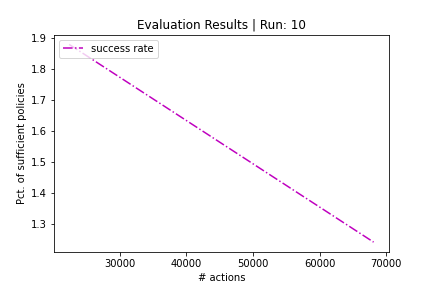 Evaluation Results | Run: 10
success rate
Pct. of sufficient policies
1.9
1.8
1.7
1.6
1.5
1.4
1.3
30000 40000 50000 60000 70000
# actions